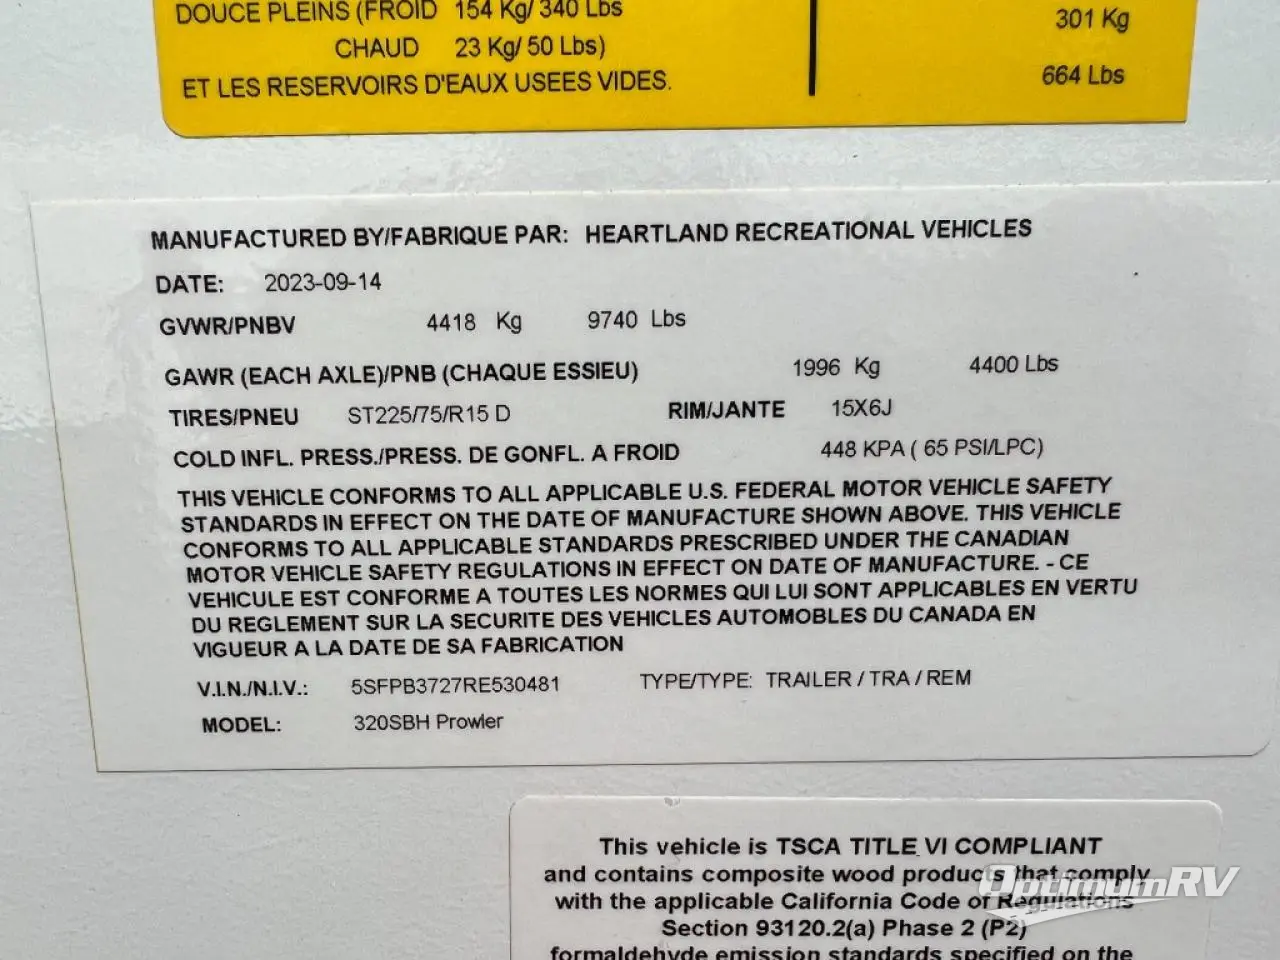 DOUCE PLEINS (FROID 154 Kg/ 340 Lbs
301 Kg
CHAUD 23 Kg/ 50 Lbs)
ET LES RESERVOIRS D'EAUX USEES VIDES.
664 Lbs
MANUFACTURED BY/FABRIQUE PAR: HEARTLAND RECREATIONAL VEHICLES
DATE: 2023-09-14
GVWR/PNBV 4418 Kg 9740 Lbs
GAWR (EACH AXLE)/PNB (CHAQUE ESSIEU) 1996 Kg 4400 Lbs
TIRES/PNEU ST225/75/R15 D RIM/JANTE 15X6J
COLD INFL. PRESS./PRESS. DE GONFL. A FROID 448 KPA ( 65 PSI/LPC)
THIS VEHICLE CONFORMS TO ALL APPLICABLE U.S. FEDERAL MOTOR VEHICLE SAFETY
STANDARDS IN EFFECT ON THE DATE OF MANUFACTURE SHOWN ABOVE. THIS VEHICLE
CONFORMS TO ALL APPLICABLE STANDARDS PRESCRIBED UNDER THE CANADIAN
MOTOR VEHICLE SAFETY REGULATIONS IN EFFECT ON DATE OF MANUFACTURE. - CE
VEHICULE EST CONFORME A TOUTES LES NORMES QUI LUI SONT APPLICABLES EN VERTU
DU REGLEMENT SUR LA SECURITE DES VEHICLES AUTOMOBLES DU CANADA EN
VIGUEUR A LA DATE DE SA FABRICATION
V.I.N./N.I.V.: 5SFPB3727RE530481 TYPE/TYPE: TRAILER / TRA / REM
MODEL: 320SBH Prowler
This vehicle is TSCA TITLE VI COMPLIANT
and contains composite wood products that comply
with the applicable California Code of Regulations
Section 93120.2(a) Phase 2 (P2)
formaldehyde emission standards specified on the
OptimumRV